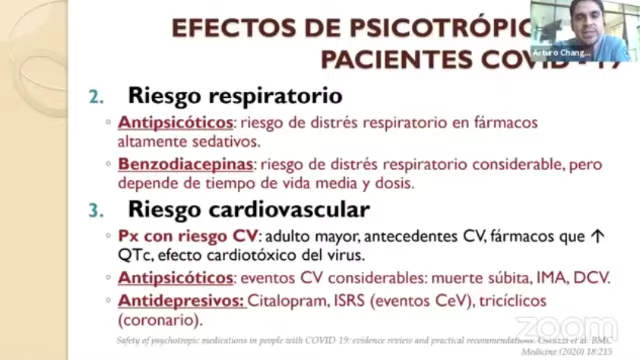 EFECTOS DE PSICOTRÓPIC
PACIENTES COVID
Arturo Chang...
2. Riesgo respiratorio
◦ Antipsicóticos: riesgo de distrés respiratorio en fármacos
altamente sedativos.
◦ Benzodiacepinas: riesgo de distrés respiratorio considerable, pero
depende de tiempo de vida media y dosis.
3. Riesgo cardiovascular
◦ Px con riesgo CV: adulto mayor, antecedentes CV, fármacos que ↑
QTc, efecto cardiotóxico del virus.
◦ Antipsicóticos: eventos CV considerables: muerte súbita, IMA, DCV.
◦ Antidepresivos: Citalopram, ISRS (eventos CeV), tricíclicos
(coronario).
zoom
Safety of psychotropic medications in people with COVID-19: evidence review and practical recommendations. et al. BMC
Medicine (2020) 18:215